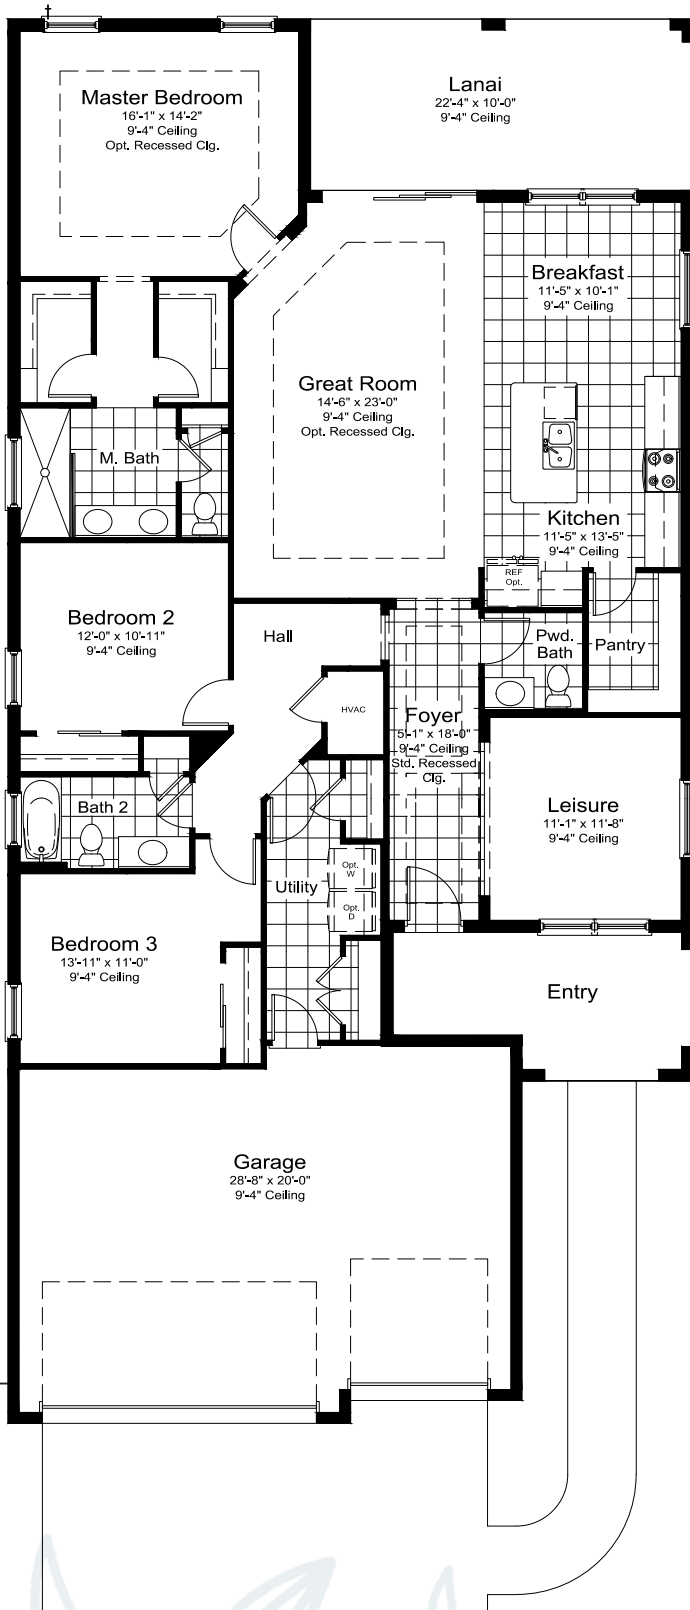 Master Bedroom
16'-1" x 14'-2"
9'-4" Ceiling
Opt. Recessed Clg.
Lanai
22'-4" x 10'-0"
9'-4" Ceiling
Breakfast
11'-5" x 10'-1"
9'-4" Ceiling
Great Room
14'-6" x 23'-0"
9'-4" Ceiling
Opt. Recessed Clg.
M. Bath
Kitchen
11'-5" x 13'-5"
9'-4" Ceiling
REF
Opt.
Bedroom 2
12'-0" x 10'-11"
9'-4" Ceiling
Hall
Pwd.
Bath
Pantry
HVAC
Foyer
5'-1" x 18'-0"
9'-4" Ceiling
Std. Recessed
Clg.
Bath 2
Leisure
11'-1" x 11'-8"
9'-4" Ceiling
Utility
Opt.
W
Opt.
D
Bedroom 3
13'-11" x 11'-0"
9'-4" Ceiling
Entry
Garage
28'-8" x 20'-0"
9'-4" Ceiling